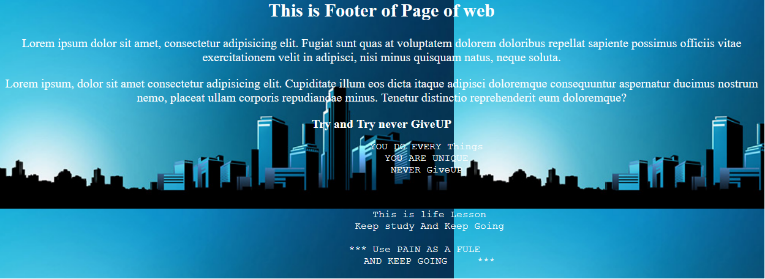 This is Footer of Page of web
Lorem ipsum dolor sit amet, consectetur adipisicing elit. Fugiat sunt quas at voluptatem dolorem doloribus repellat sapiente possimus officiis vitae
exercitationem velit in adipisci, nisi minus quisquam natus, neque soluta.
Lorem ipsum, dolor sit amet consectetur adipisicing elit. Cupiditate illum eos dicta itaque adipisci doloremque consequuntur aspernatur ducimus nostrum
nemo, placeat ullam corporis repudiandae minus. Tenetur distinctio reprehenderit eum doloremque?
Try and Try never GiveUP
YOU DO EVERY Things
YOU ARE UNIQUE
NEVER GiveUP
This is life Lesson
Keep study And Keep Going
*** Use PAIN AS A FULE
AND KEEP GOING ***